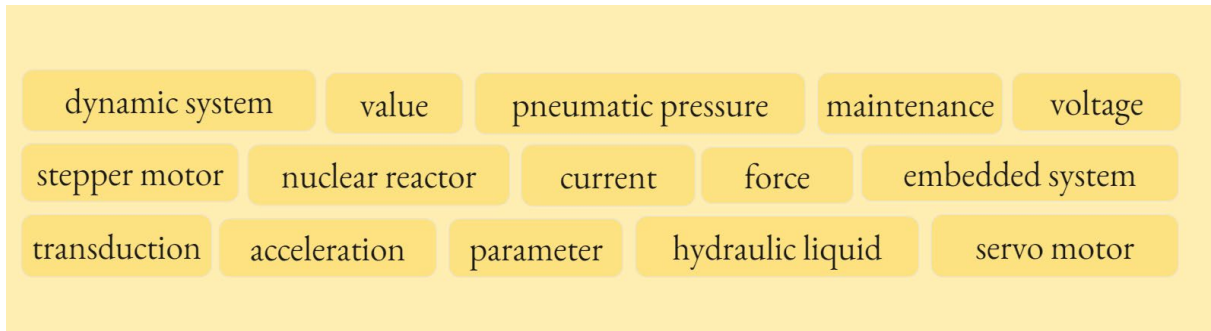 dynamic system value pneumatic pressure maintenance voltage
stepper motor nuclear reactor current force embedded system
transduction acceleration parameter hydraulic liquid servo motor